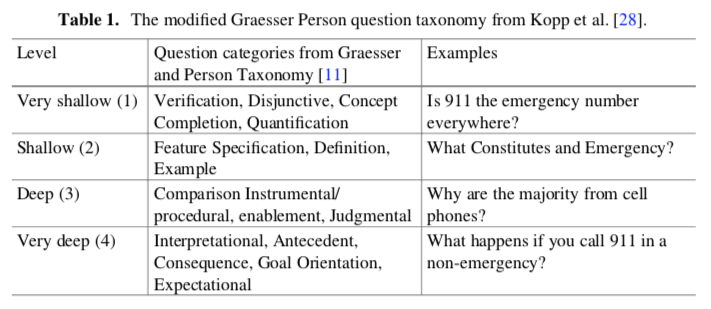 Table 1. The modified Graesser Person question taxonomy from Kopp et al. [28].
Level Question categories from Graesser and Person Taxonomy [11] Examples
Very shallow (1) Verification, Disjunctive, Concept Completion, Quantification Is 911 the emergency number everywhere?
Shallow (2) Feature Specification, Definition, Example What Constitutes and Emergency?
Deep (3) Comparison Instrumental/ procedural, enablement, Judgmental Why are the majority from cell phones?
Very deep (4) Interpretational, Antecedent, Consequence, Goal Orientation, Expectational What happens if you call 911 in a non-emergency?